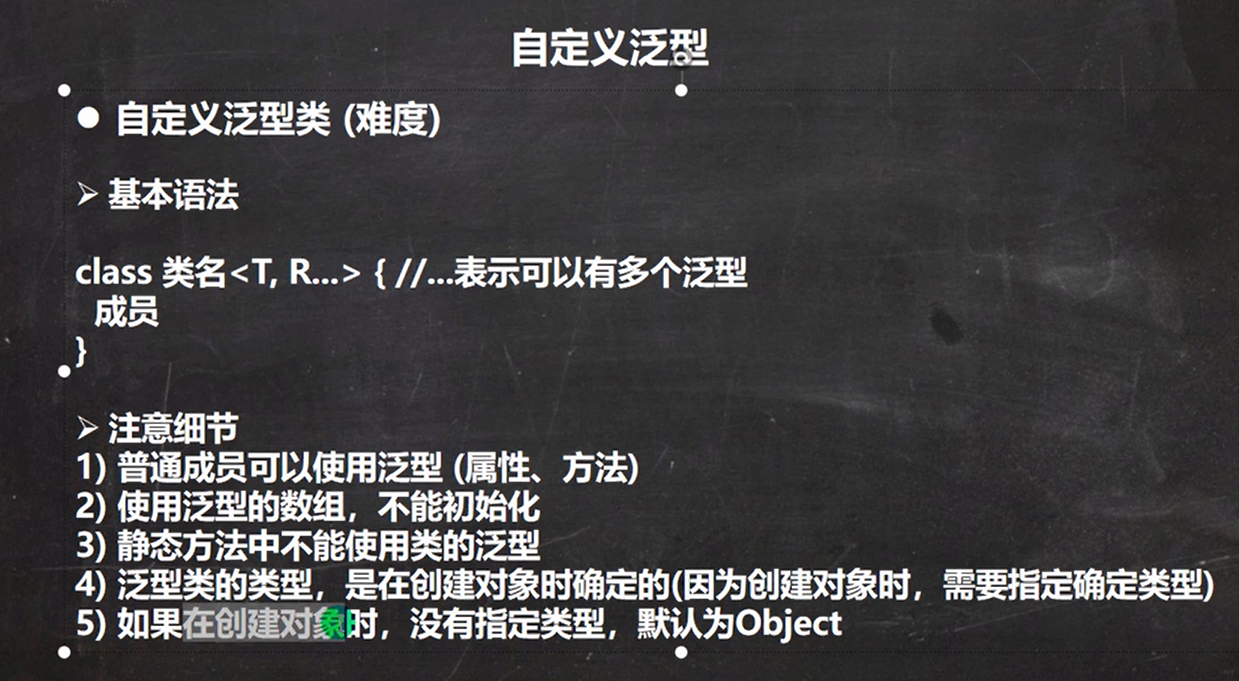 自定义泛型
● 自定义泛型类 (难度)
➢ 基本语法
class 类名<T, R...> { //...表示可以有多个泛型
成员
}
➢ 注意细节
1) 普通成员可以使用泛型 (属性、方法)
2) 使用泛型的数组，不能初始化
3) 静态方法中不能使用类的泛型
4) 泛型类的类型，是在创建对象时确定的(因为创建对象时，需要指定确定类型)
5) 如果在创建对象时，没有指定类型，默认为Object